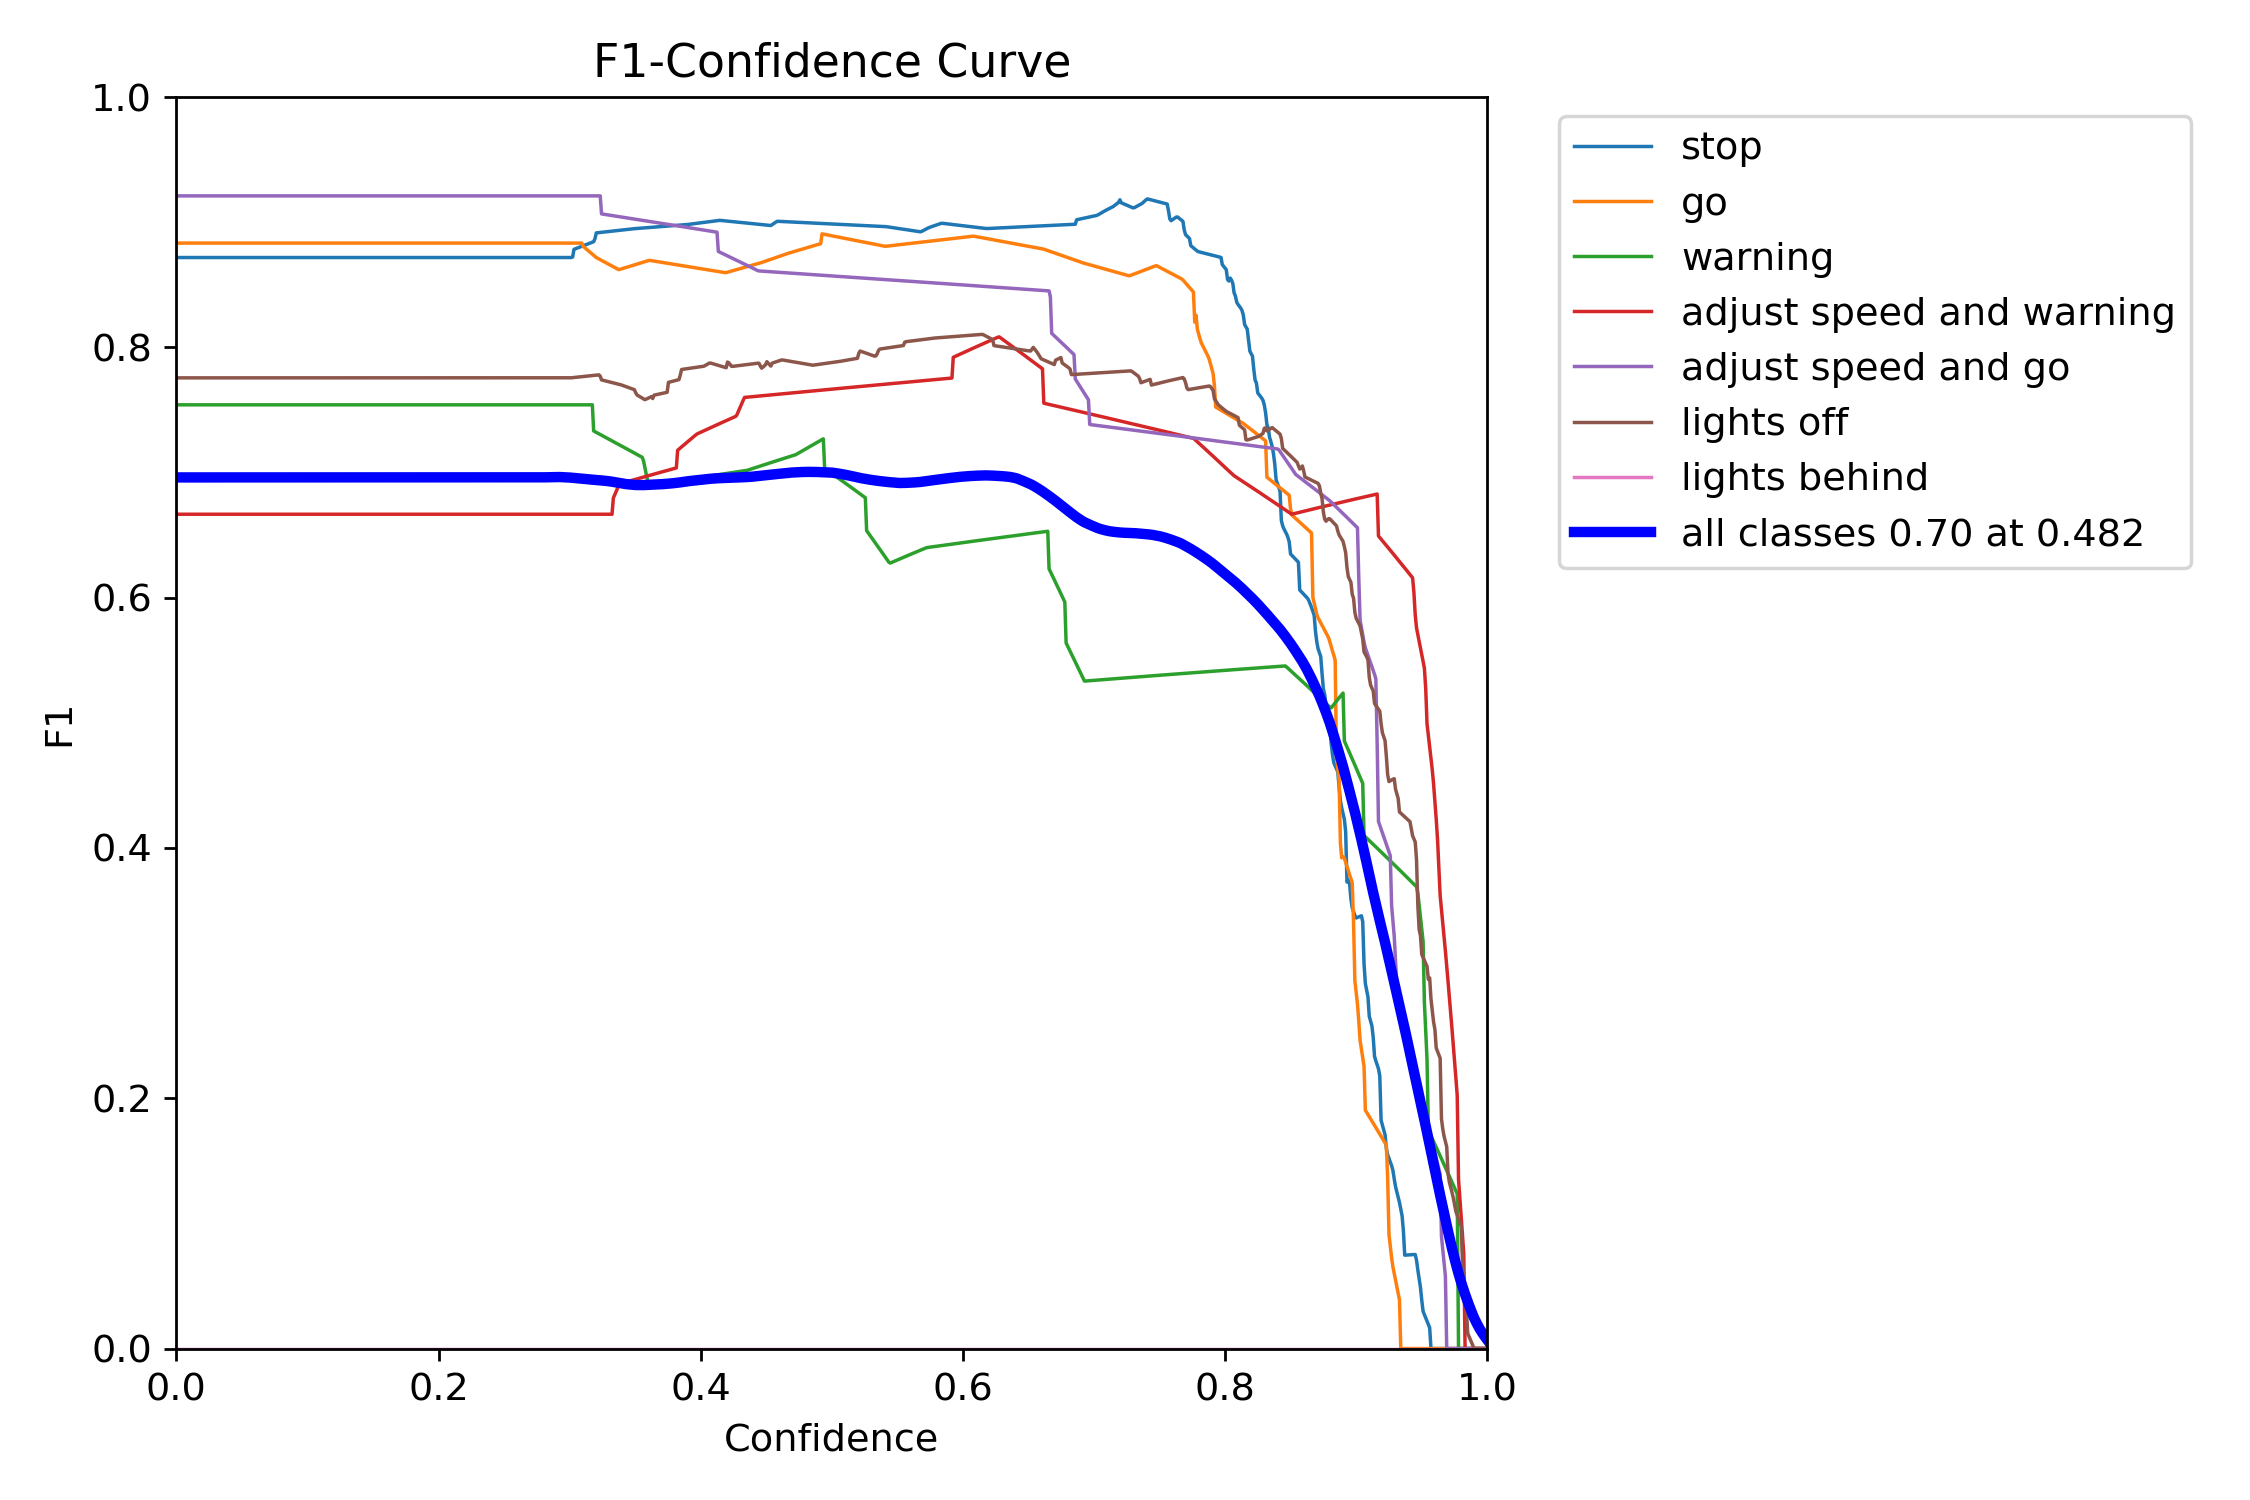 F1-Confidence Curve
1.0
0.8
0.6
0.4
0.2
0.0
F1
0.0 0.2 0.4 0.6 0.8 1.0
Confidence
stop
go
warning
adjust speed and warning
adjust speed and go
lights off
lights behind
all classes 0.70 at 0.482